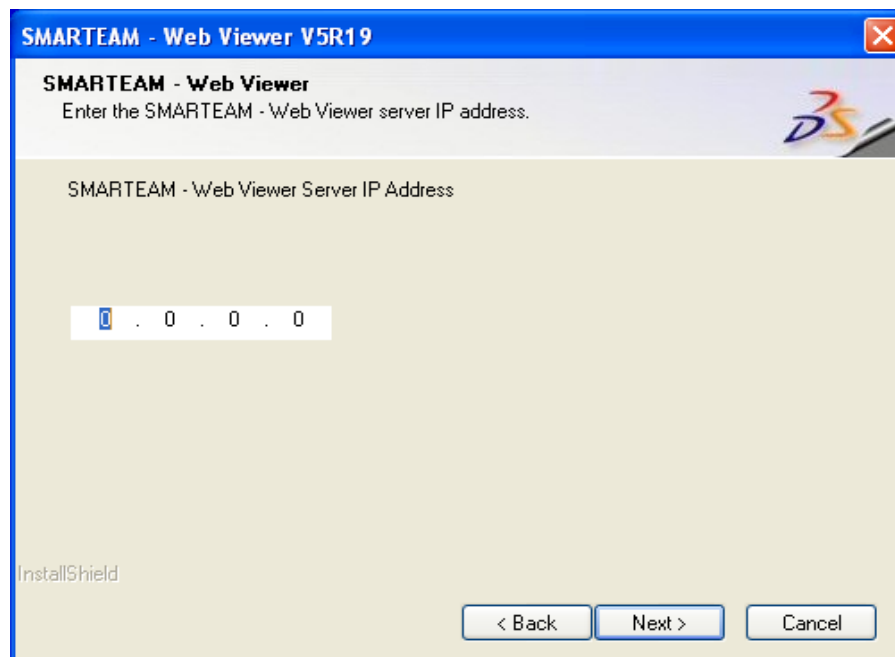 SMARTEAM - Web Viewer V5R19
SMARTEAM - Web Viewer
Enter the SMARTEAM - Web Viewer server IP address.
DS
SMARTEAM - Web Viewer Server IP Address
0 . 0 . 0 . 0
InstallShield
< Back Next > Cancel